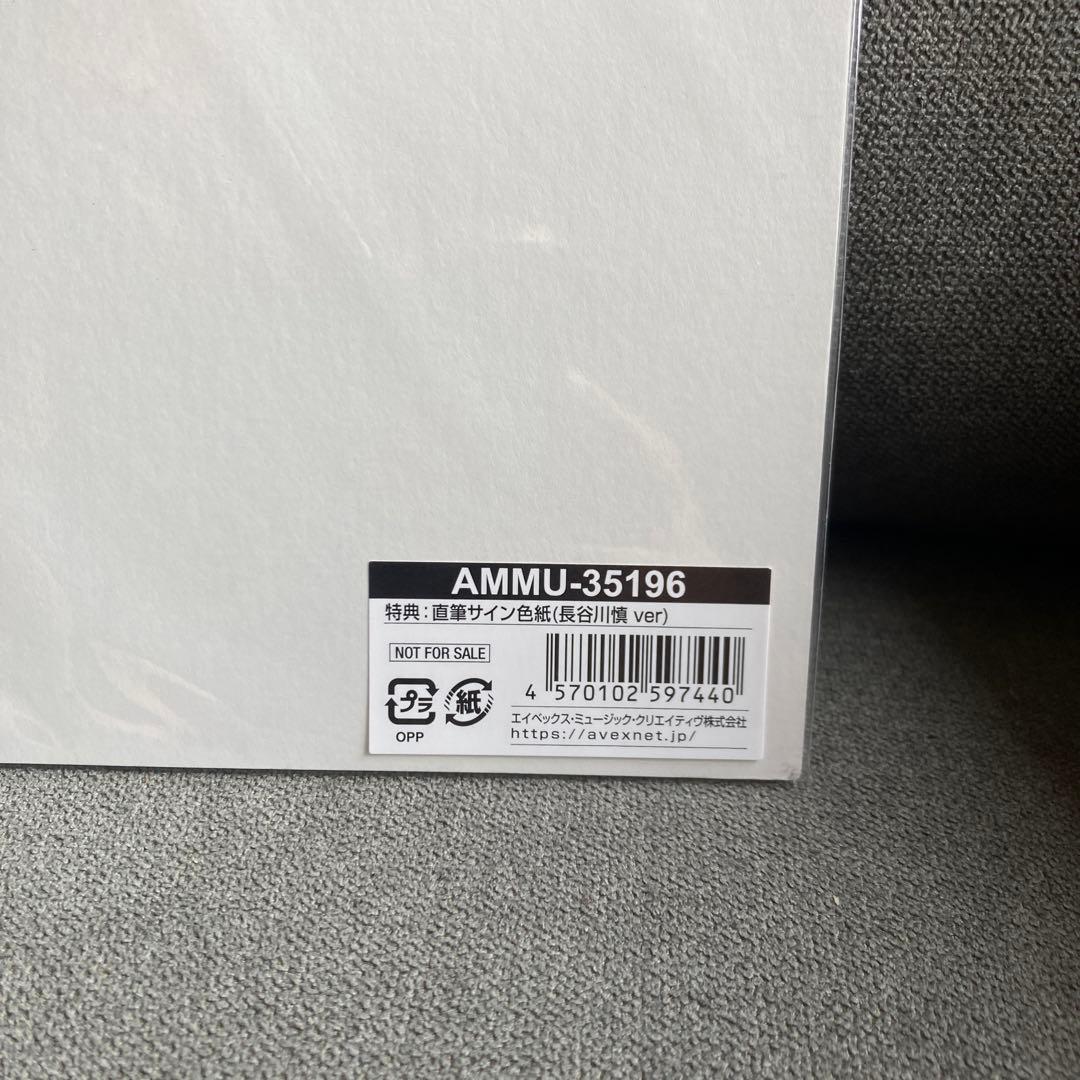 AMMU-35196
特典：直筆サイン色紙(長谷川慎 ver)
NOT FOR SALE
4 570102 597440
プラ 紙
OPP
エイベックス・ミュージック・クリエイティヴ株式会社
https://avexnet.jp/